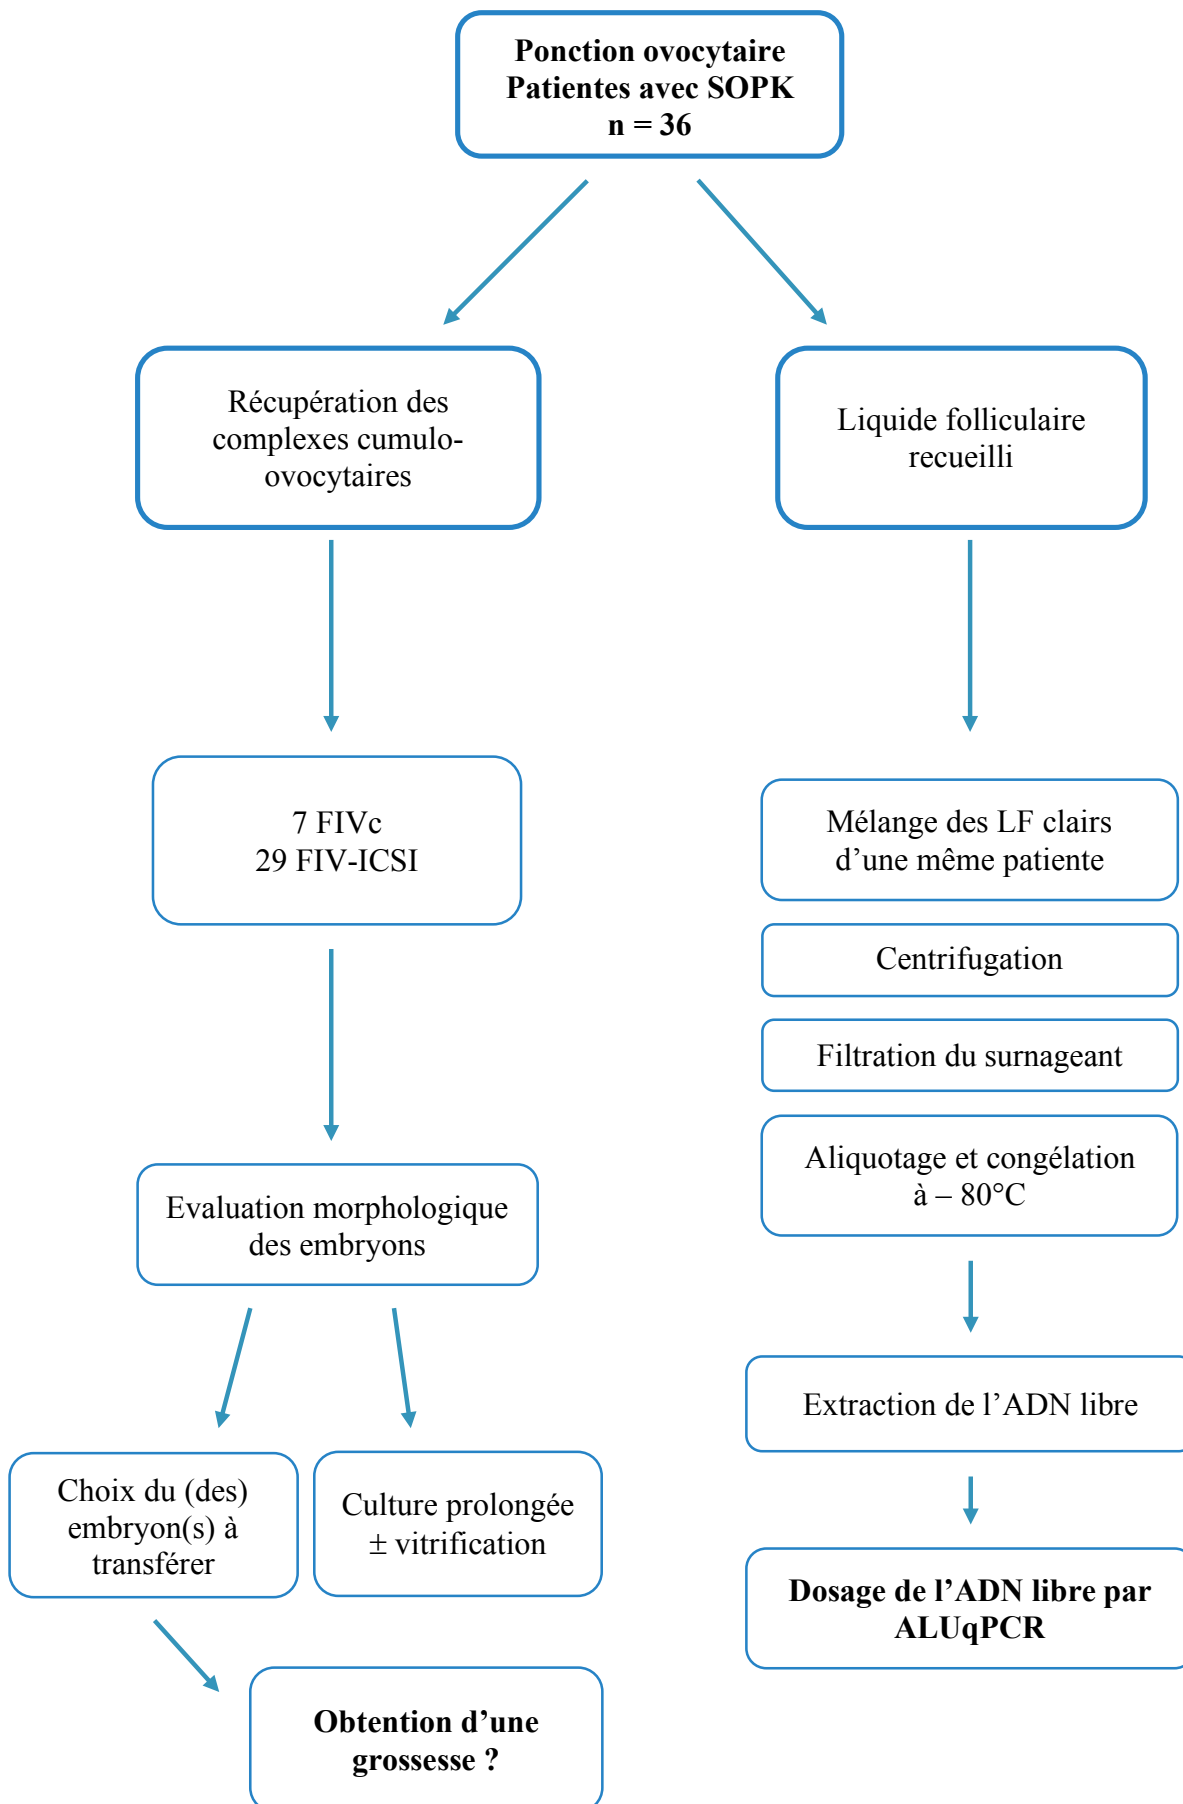 Ponction ovocytaire
Patientes avec SOPK
n = 36
Récupération des
complexes cumulo-
ovocytaires
Liquide folliculaire
recueilli
7 FIVc
29 FIV-ICSI
Mélange des LF clairs
d’une même patiente
Centrifugation
Filtration du surnageant
Aliquotage et congélation
à – 80°C
Evaluation morphologique
des embryons
Extraction de l’ADN libre
Choix du (des)
embryon(s) à
transférer
Culture prolongée
± vitrification
Dosage de l’ADN libre par
ALUqPCR
Obtention d’une
grossesse ?